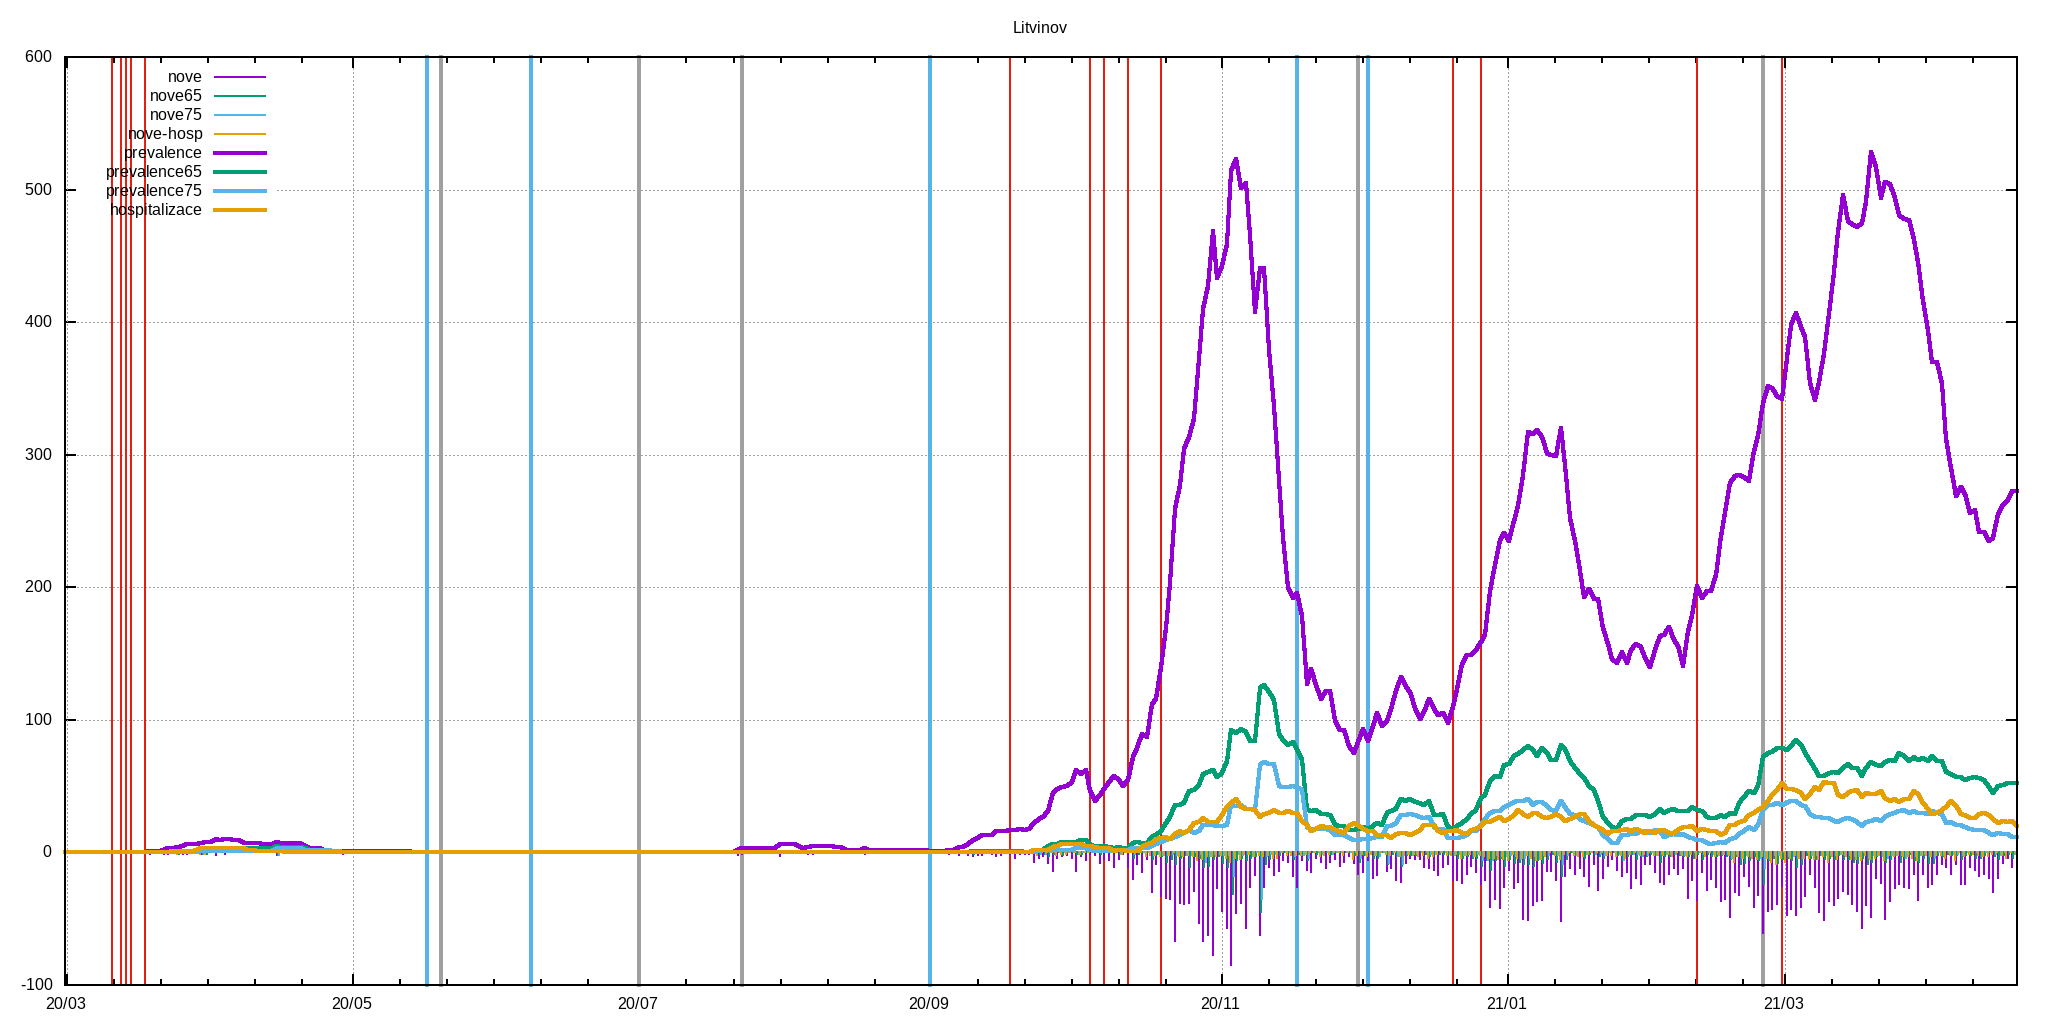 Litvinov
600
500
400
300
200
100
0
-100
nove
nove65
nove75
nove-hosp
prevalence
prevalence65
prevalence75
hospitalizace
20/03 20/05 20/07 20/09 20/11 21/01 21/03